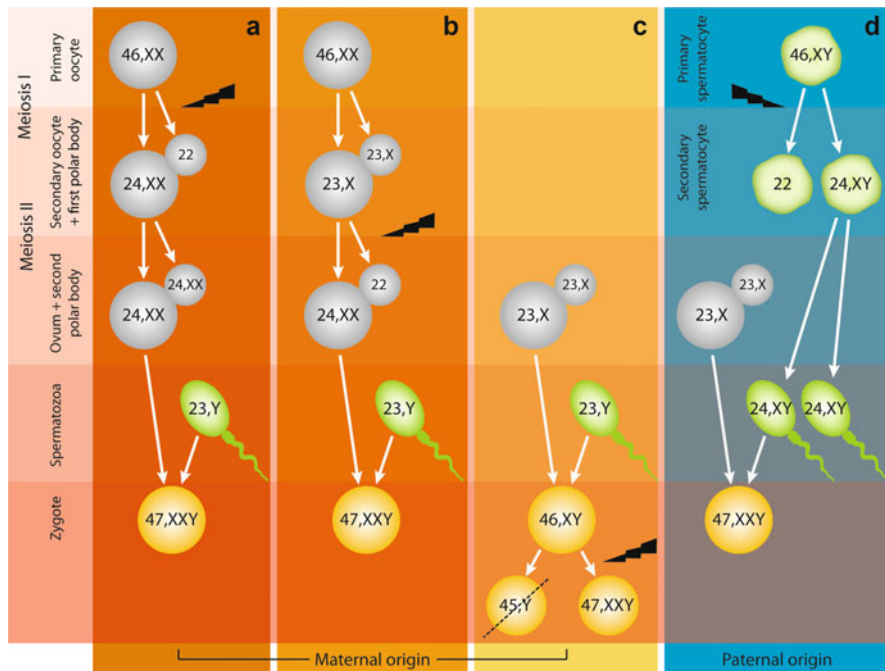 a
b
c
d
Meiosis I
Meiosis II
Primary
oocyte
Secondary oocyte
+ first polar body
Ovum + second
polar body
Spermatozoa
Zygote
46,XX
22
24,XX
24,XX
24,XX
23,Y
47,XXY
46,XX
23,X
23,X
22
24,XX
23,Y
47,XXY
23,X
23,X
23,Y
46,XY
45,Y
47,XXY
Primary
spermatocyte
Secondary
spermatocyte
46,XY
22
24,XY
23,X
23,X
24,XY
24,XY
47,XXY
Maternal origin
Paternal origin